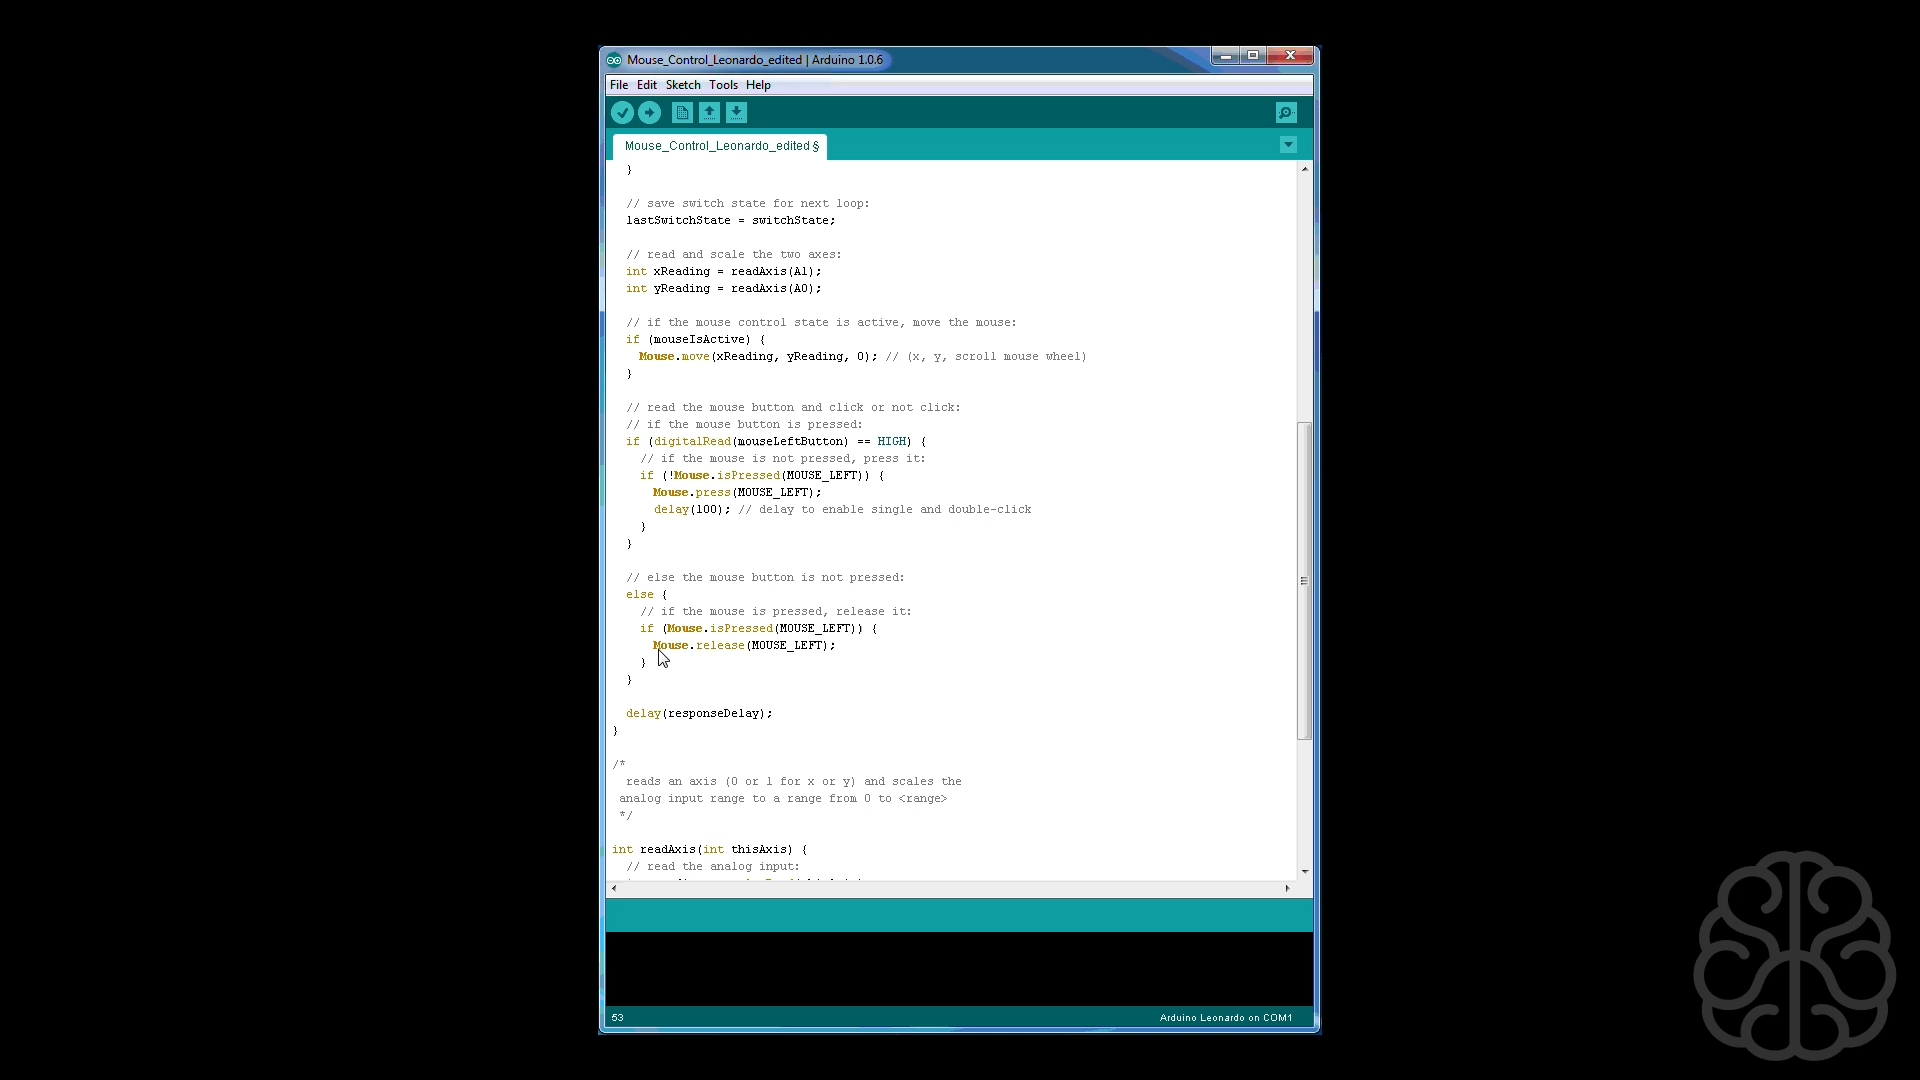 Mouse_Control_Leonardo_edited | Arduino 1.0.6
File Edit Sketch Tools Help
Mouse_Control_Leonardo_edited §
}
// save switch state for next loop:
lastSwitchState = switchState;
// read and scale the two axes:
int xReading = readAxis(A1);
int yReading = readAxis(A0);
// if the mouse control state is active, move the mouse:
if (mouseIsActive) {
Mouse.move(xReading, yReading, 0); // (x, y, scroll mouse wheel)
}
// read the mouse button and click or not click:
// if the mouse button is pressed:
if (digitalRead(mouseLeftButton) == HIGH) {
// if the mouse is not pressed, press it:
if (!Mouse.isPressed(MOUSE_LEFT)) {
Mouse.press(MOUSE_LEFT);
delay(100); // delay to enable single and double-click
}
}
// else the mouse button is not pressed:
else {
// if the mouse is pressed, release it:
if (Mouse.isPressed(MOUSE_LEFT)) {
Mouse.release(MOUSE_LEFT);
}
}
delay(responseDelay);
}
/*
reads an axis (0 or 1 for x or y) and scales the
analog input range to a range from 0 to <range>
*/
int readAxis(int thisAxis) {
// read the analog input:
53
Arduino Leonardo on COM1